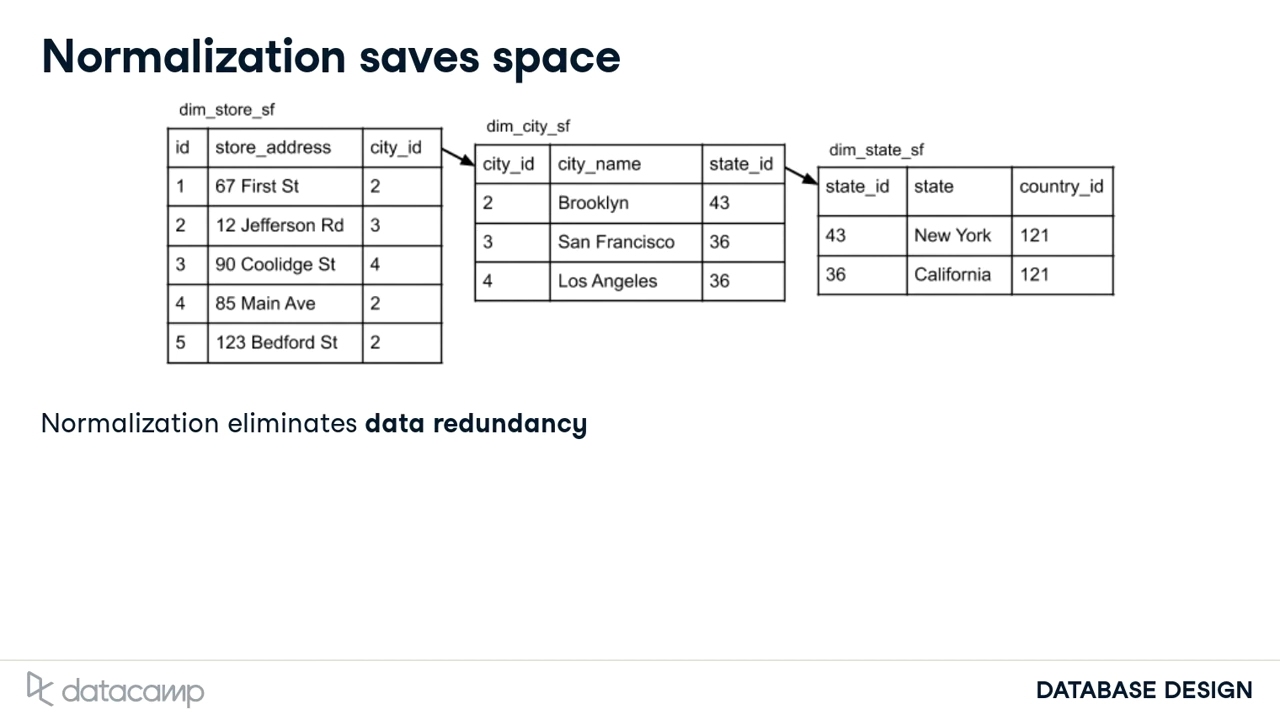 Normalization saves space
dim_store_sf
id store_address city_id
1 67 First St 2
2 12 Jefferson Rd 3
3 90 Coolidge St 4
4 85 Main Ave 2
5 123 Bedford St 2
dim_city_sf
city_id city_name state_id
2 Brooklyn 43
3 San Francisco 36
4 Los Angeles 36
dim_state_sf
state_id state country_id
43 New York 121
36 California 121
Normalization eliminates data redundancy
datacamp
DATABASE DESIGN